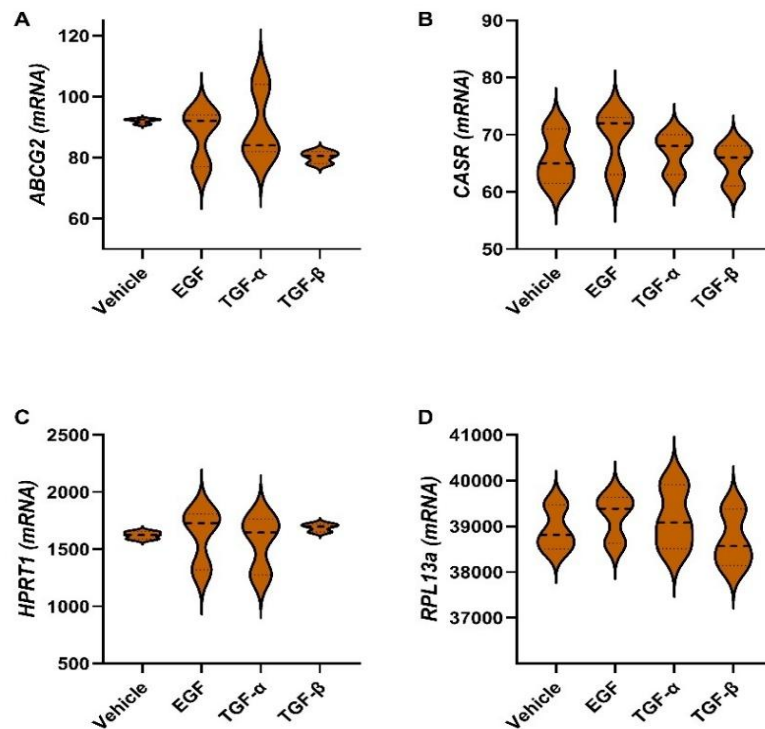 A
ABCG2 (mRNA)
120
100
80
60
Vehicle
EGF
TGF-α
TGF-β
B
CASR (mRNA)
90
80
70
60
50
Vehicle
EGF
TGF-α
TGF-β
C
HPRT1 (mRNA)
2500
2000
1500
1000
500
Vehicle
EGF
TGF-α
TGF-β
D
RPL13a (mRNA)
41000
40000
39000
38000
37000
Vehicle
EGF
TGF-α
TGF-β